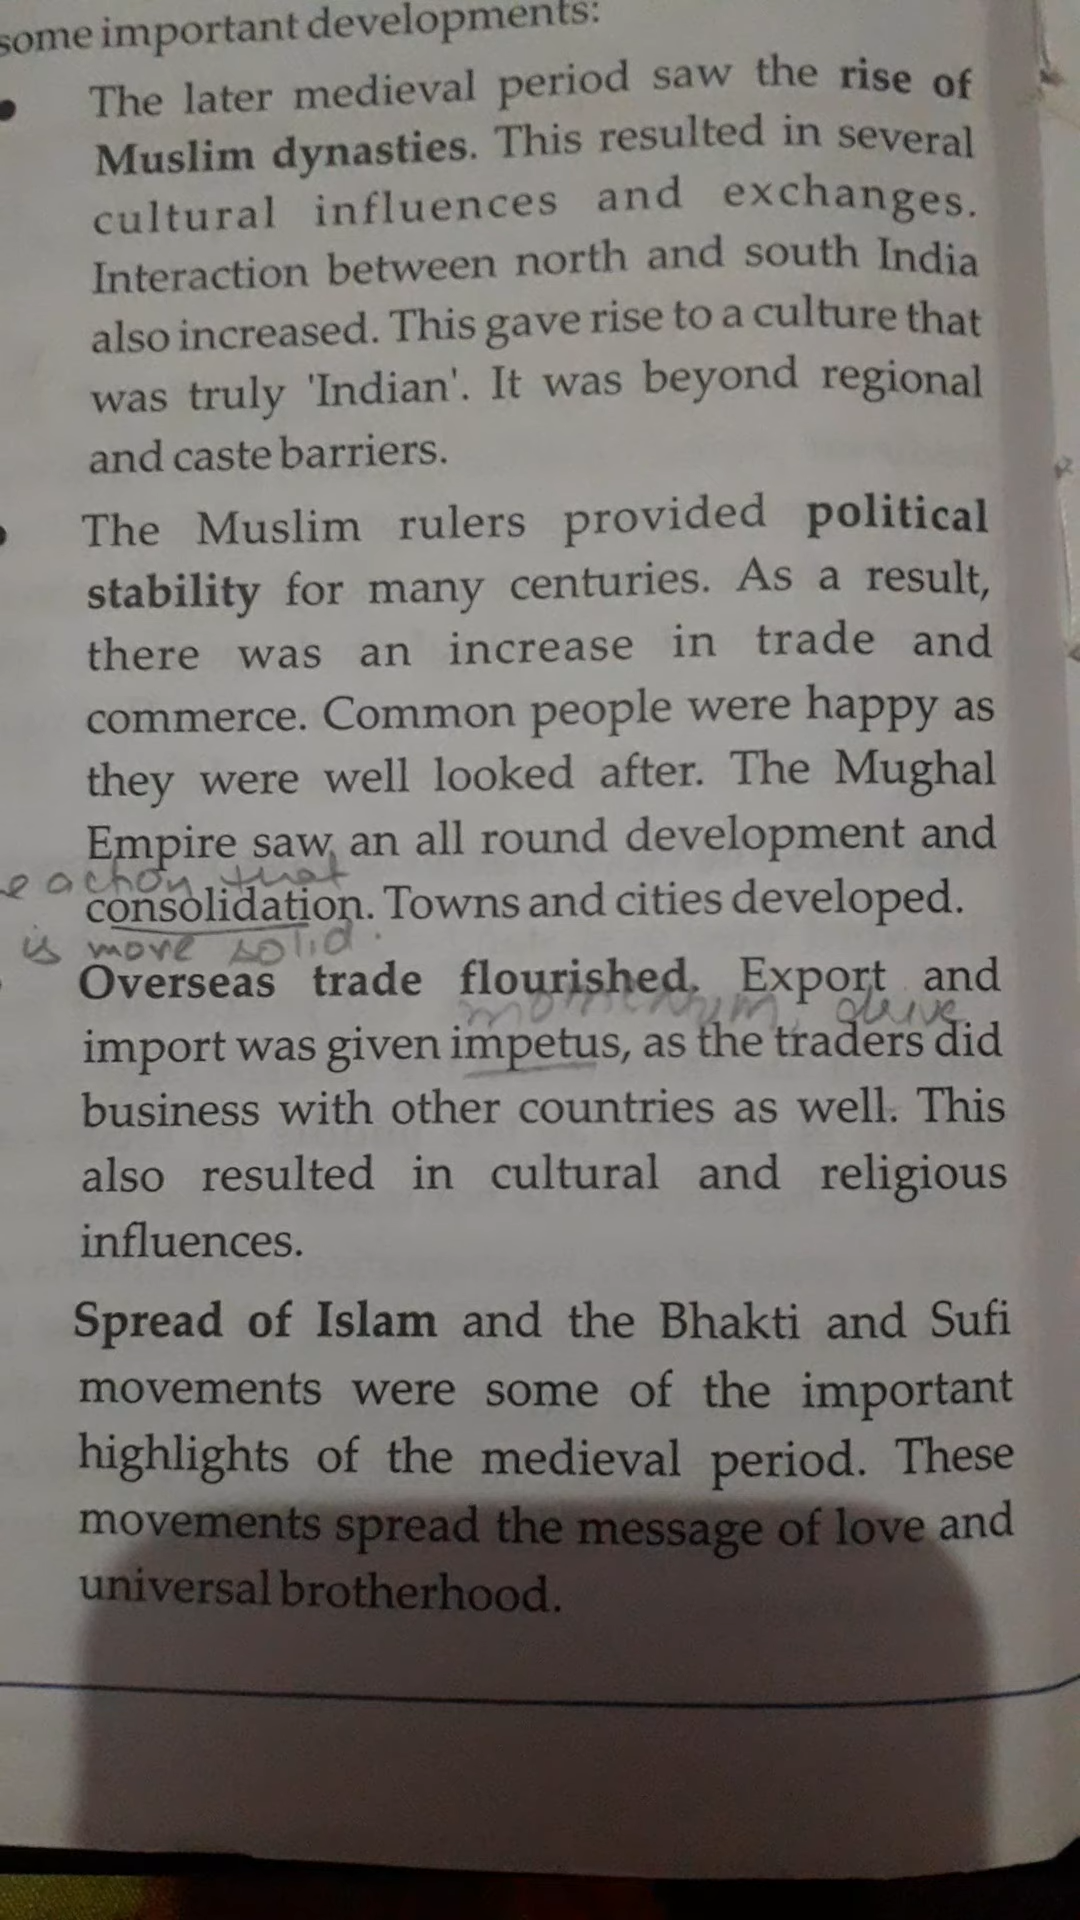 some important developments:
• The later medieval period saw the rise of
Muslim dynasties. This resulted in several
cultural influences and exchanges.
Interaction between north and south India
also increased. This gave rise to a culture that
was truly 'Indian'. It was beyond regional
and caste barriers.
• The Muslim rulers provided political
stability for many centuries. As a result,
there was an increase in trade and
commerce. Common people were happy as
they were well looked after. The Mughal
Empire saw an all round development and
action that
consolidation. Towns and cities developed.
is more solid.
Overseas trade flourished. Export and
momentum, drive
import was given impetus, as the traders did
business with other countries as well. This
also resulted in cultural and religious
influences.
Spread of Islam and the Bhakti and Sufi
movements were some of the important
highlights of the medieval period. These
movements spread the message of love and
universal brotherhood.